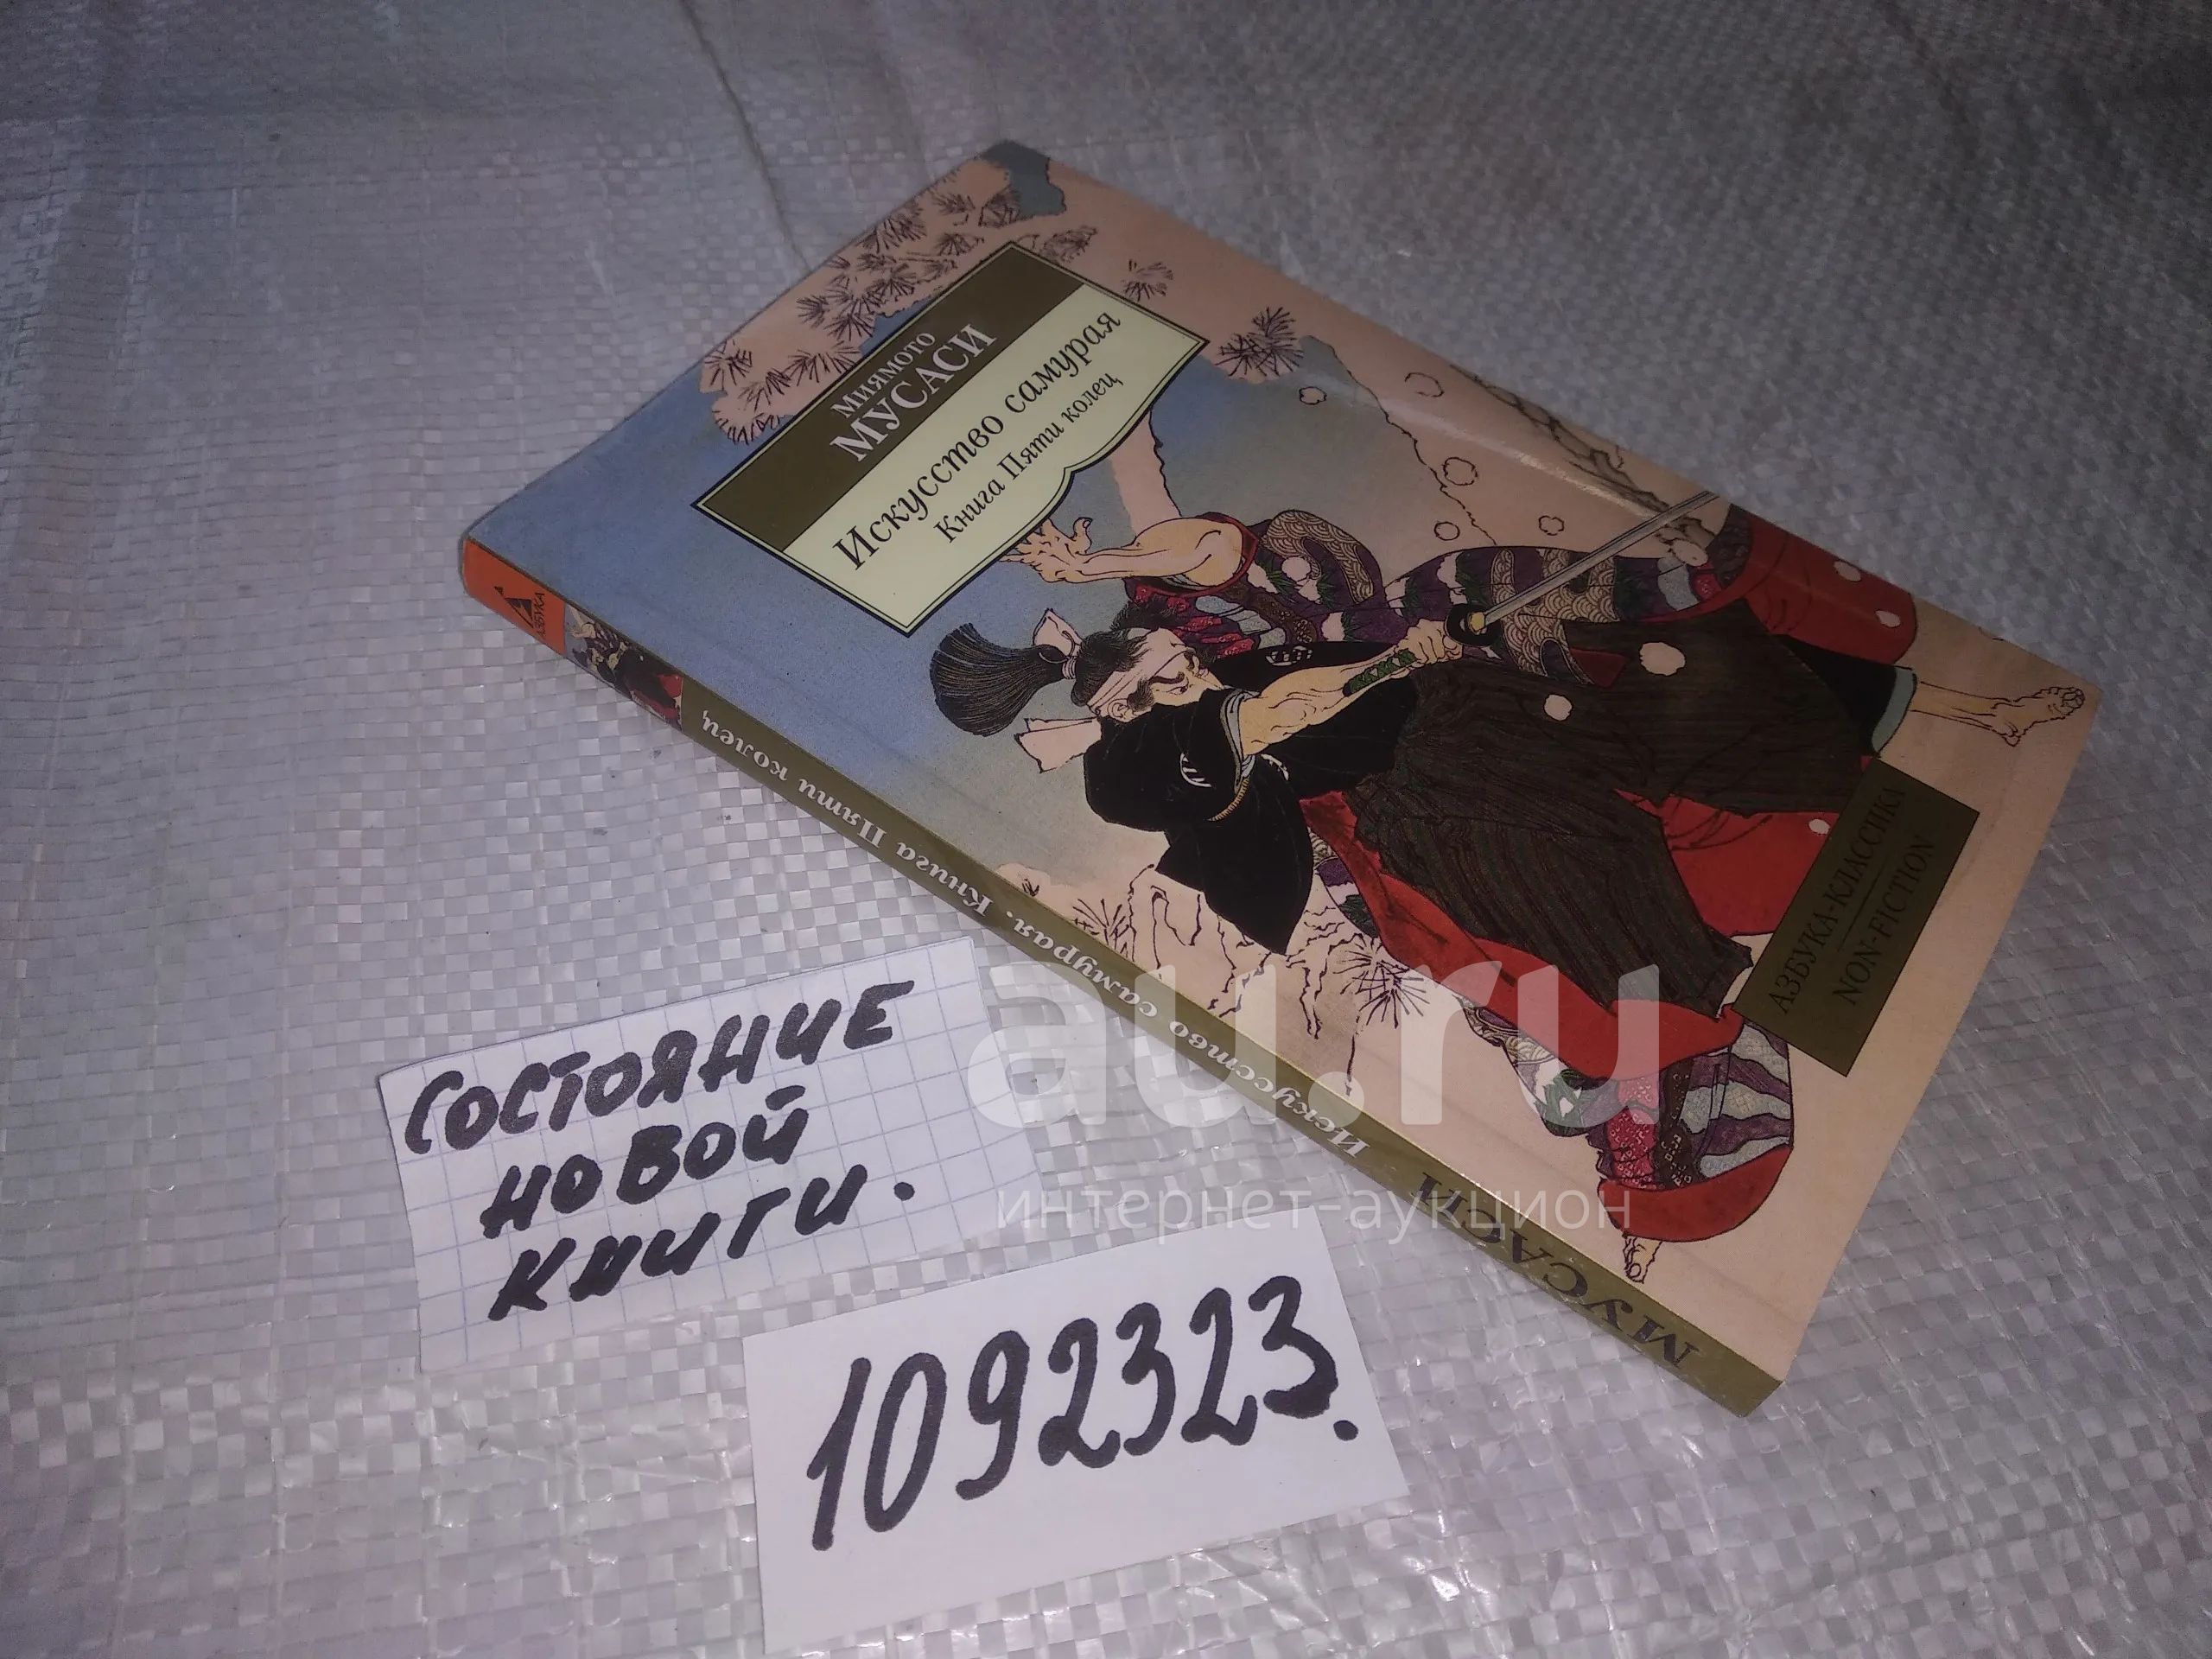 Миямото
МУСАСИ
Искусство самурая
Книга Пяти колец
АЗБУКА-КЛАССИКА
NON-FICTION
АЗБУКА
МУСАСИ Искусство самурая. Книга Пяти колец
au.ru
интернет-аукцион
СОСТОЯНИЕ
НОВОЙ
КНИГИ.
1092323.